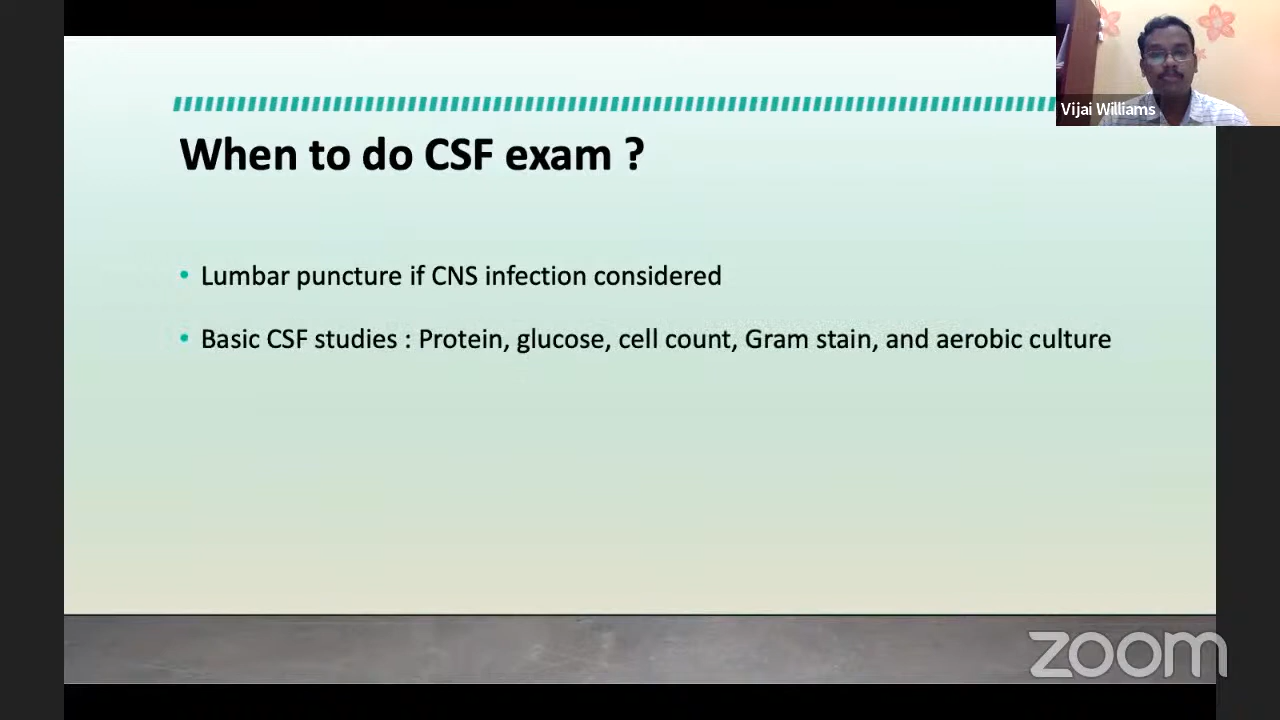 Vijai Williams
When to do CSF exam ?
• Lumbar puncture if CNS infection considered
• Basic CSF studies : Protein, glucose, cell count, Gram stain, and aerobic culture
zoom